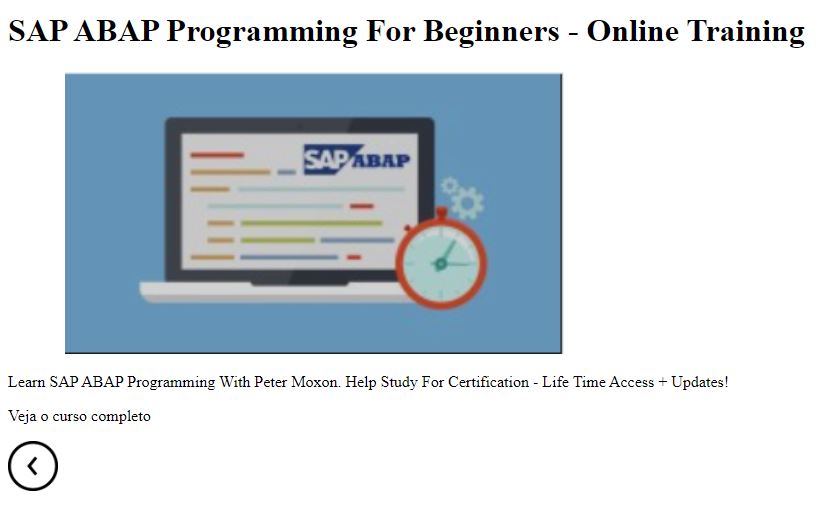 SAP ABAP Programming For Beginners - Online Training
SAP ABAP
Learn SAP ABAP Programming With Peter Moxon. Help Study For Certification - Life Time Access + Updates!
Veja o curso completo